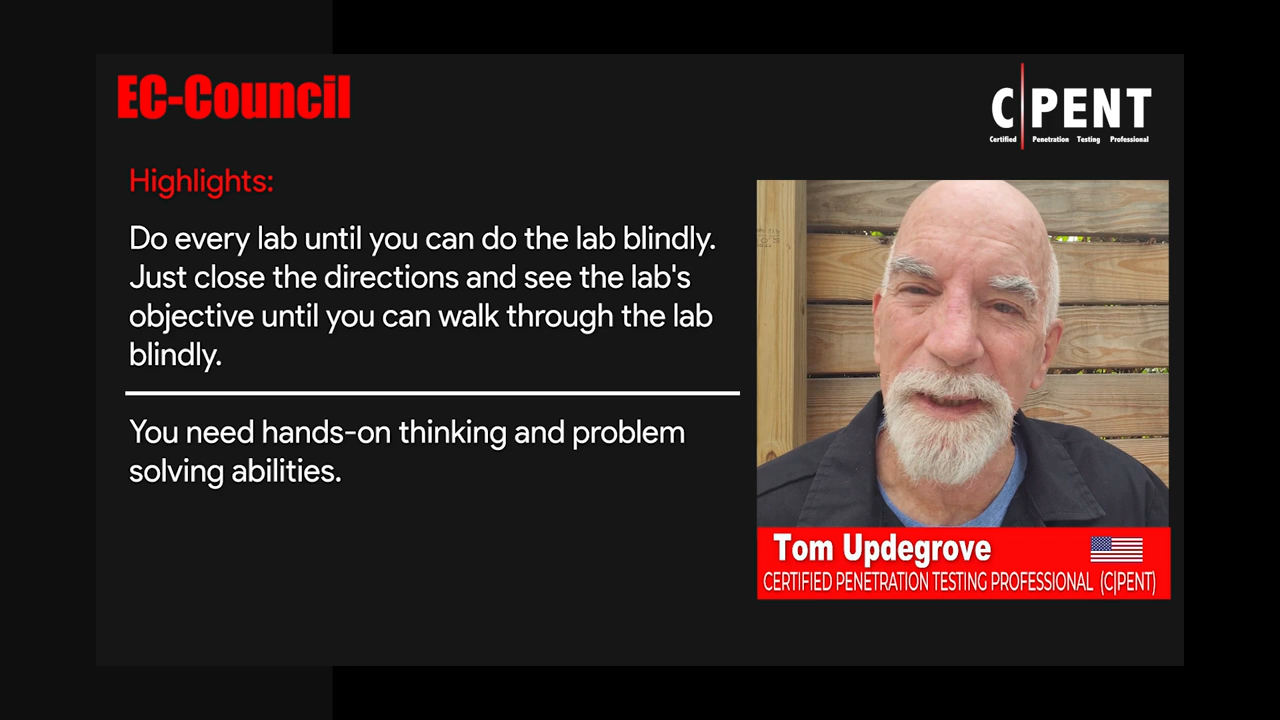 EC-Council
C|PENT
Certified Penetration Testing Professional
Highlights:
Do every lab until you can do the lab blindly.
Just close the directions and see the lab's
objective until you can walk through the lab
blindly.
You need hands-on thinking and problem
solving abilities.
Tom Updegrove
CERTIFIED PENETRATION TESTING PROFESSIONAL (C|PENT)